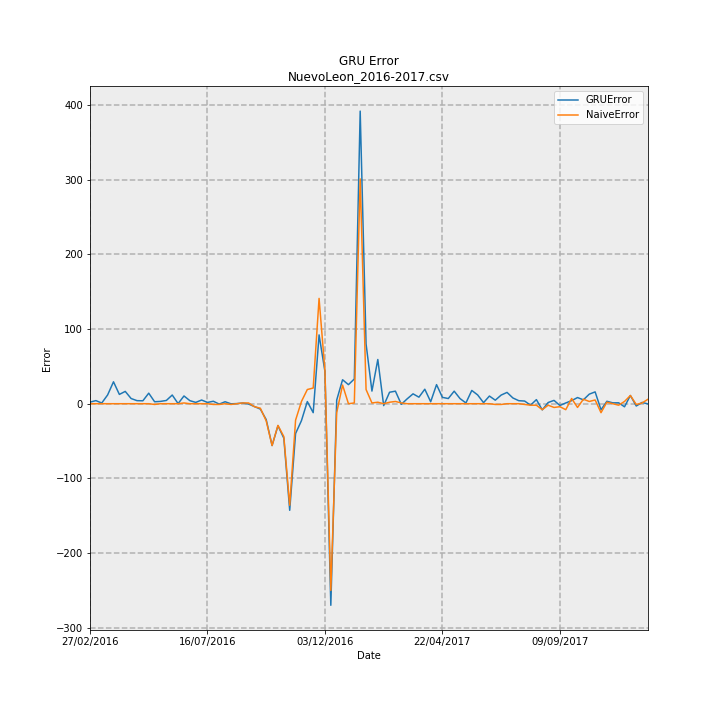 GRU Error
NuevoLeon_2016-2017.csv
GRUError
NaiveError
400
300
200
100
0
−100
−200
−300
Error
27/02/2016
16/07/2016
03/12/2016
22/04/2017
09/09/2017
Date